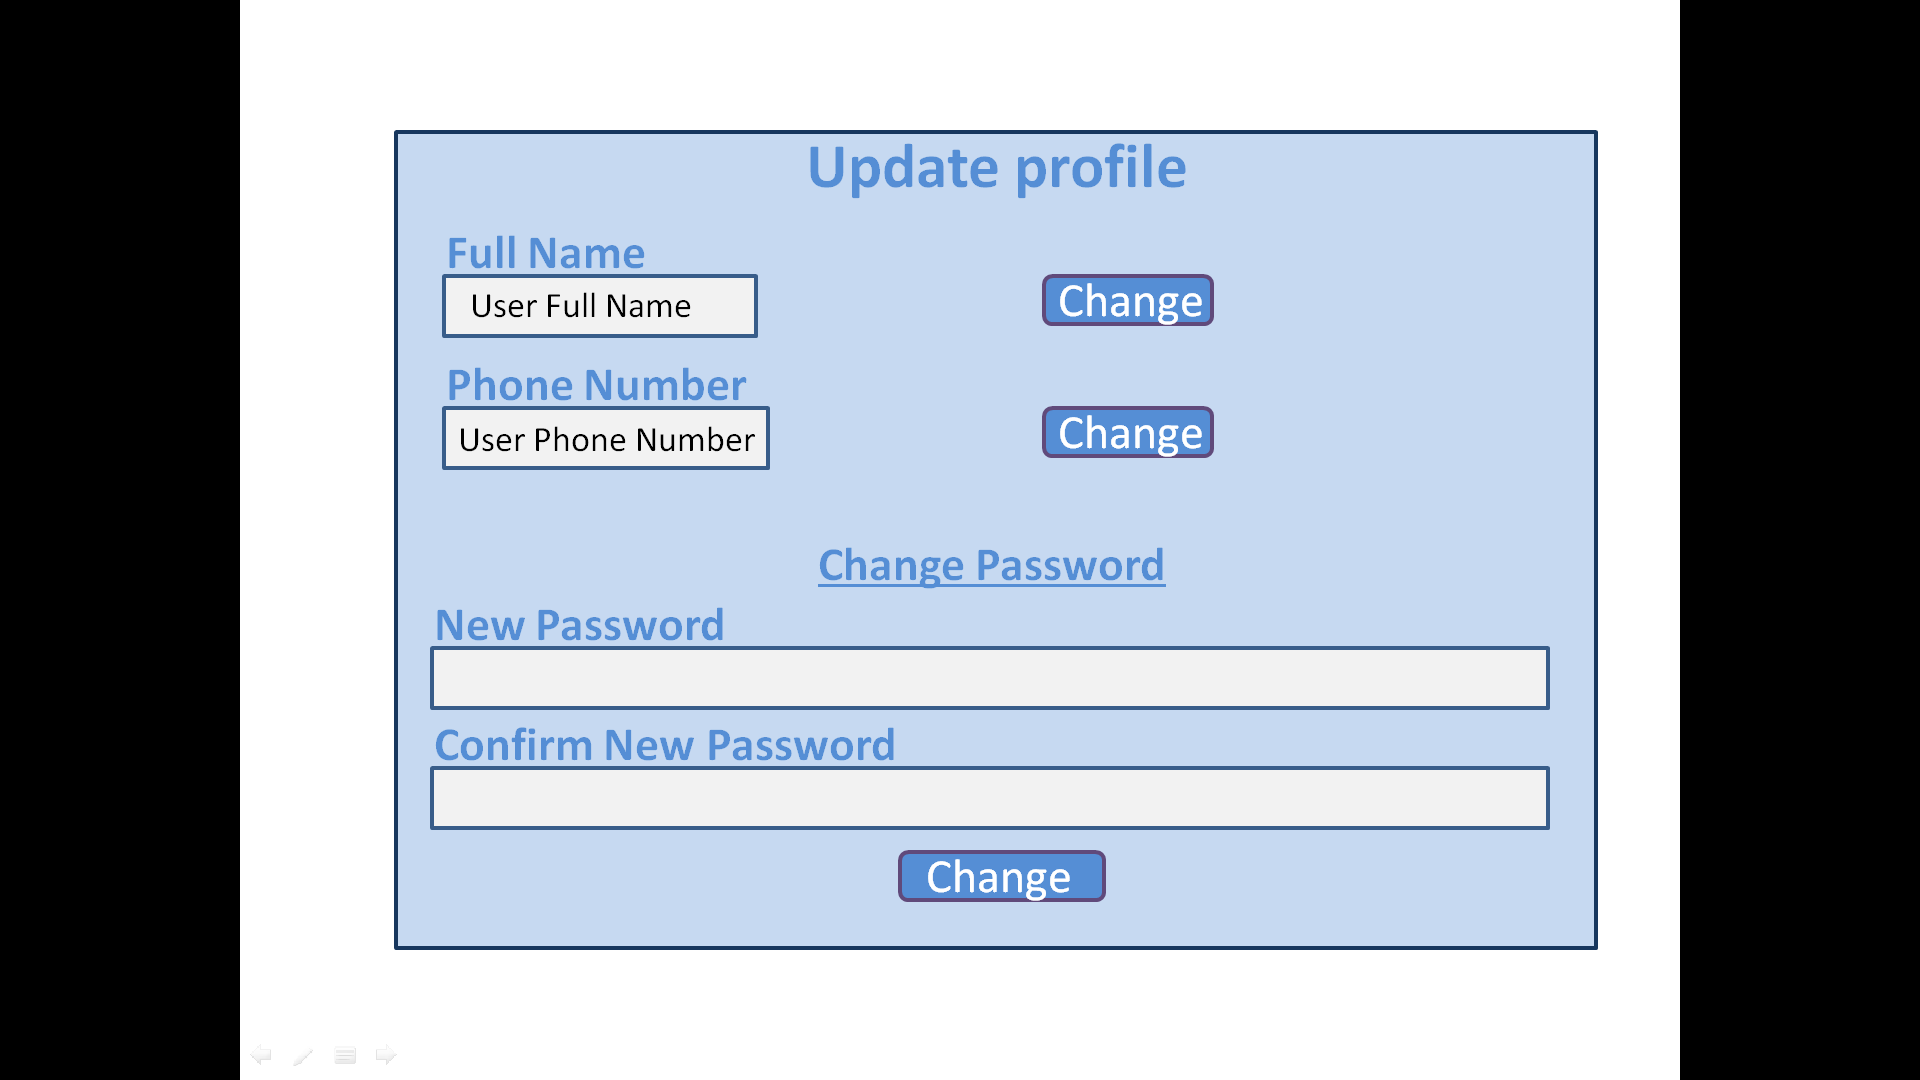 Update profile
Full Name
User Full Name
Change
Phone Number
User Phone Number
Change
Change Password
New Password
Confirm New Password
Change